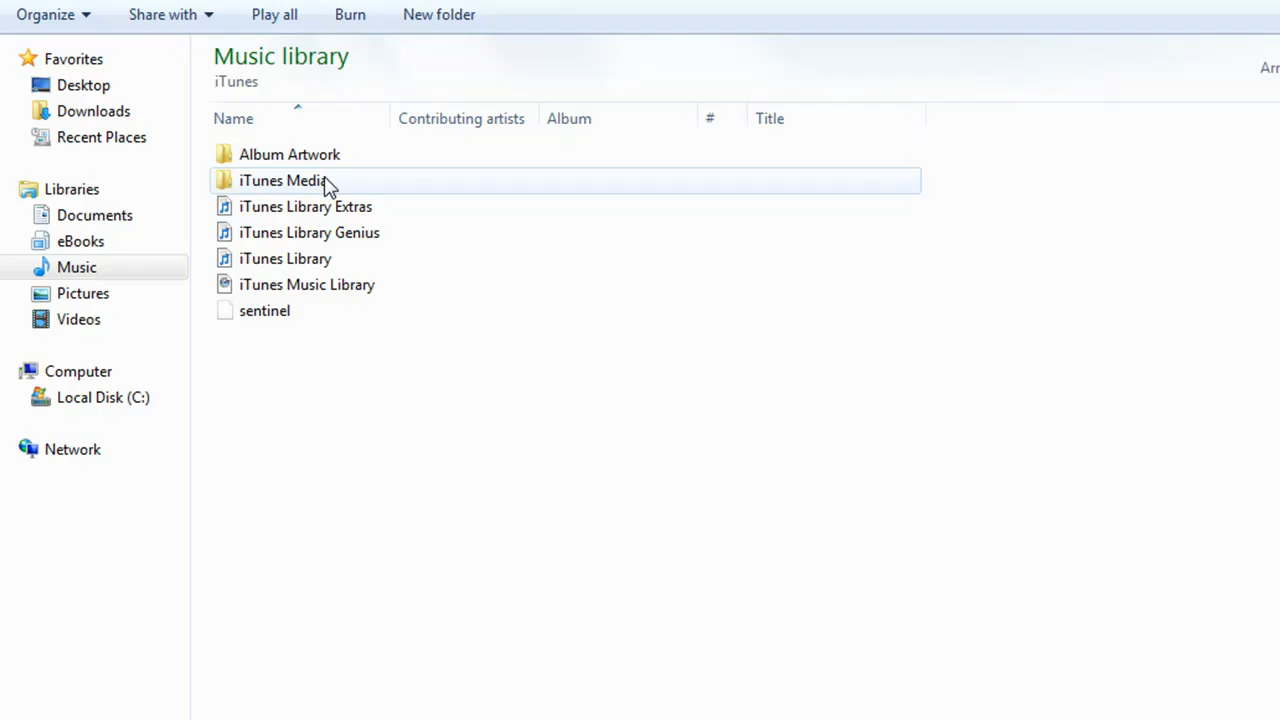 Organize Share with Play all Burn New folder
Favorites
Desktop
Downloads
Recent Places
Libraries
Documents
eBooks
Music
Pictures
Videos
Computer
Local Disk (C:)
Network
Music library
iTunes
Name Contributing artists Album # Title
Album Artwork
iTunes Media
iTunes Library Extras
iTunes Library Genius
iTunes Library
iTunes Music Library
sentinel